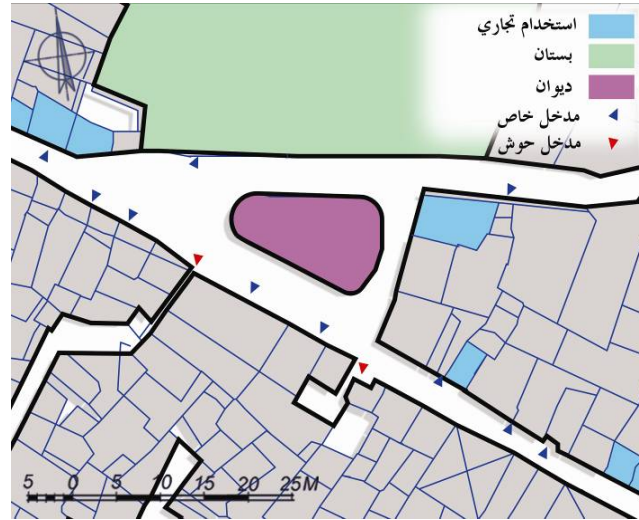 استخدام تجاري
بستان
ديوان
مدخل خاص
مدخل حوش
5 0 5 10 15 20 25M